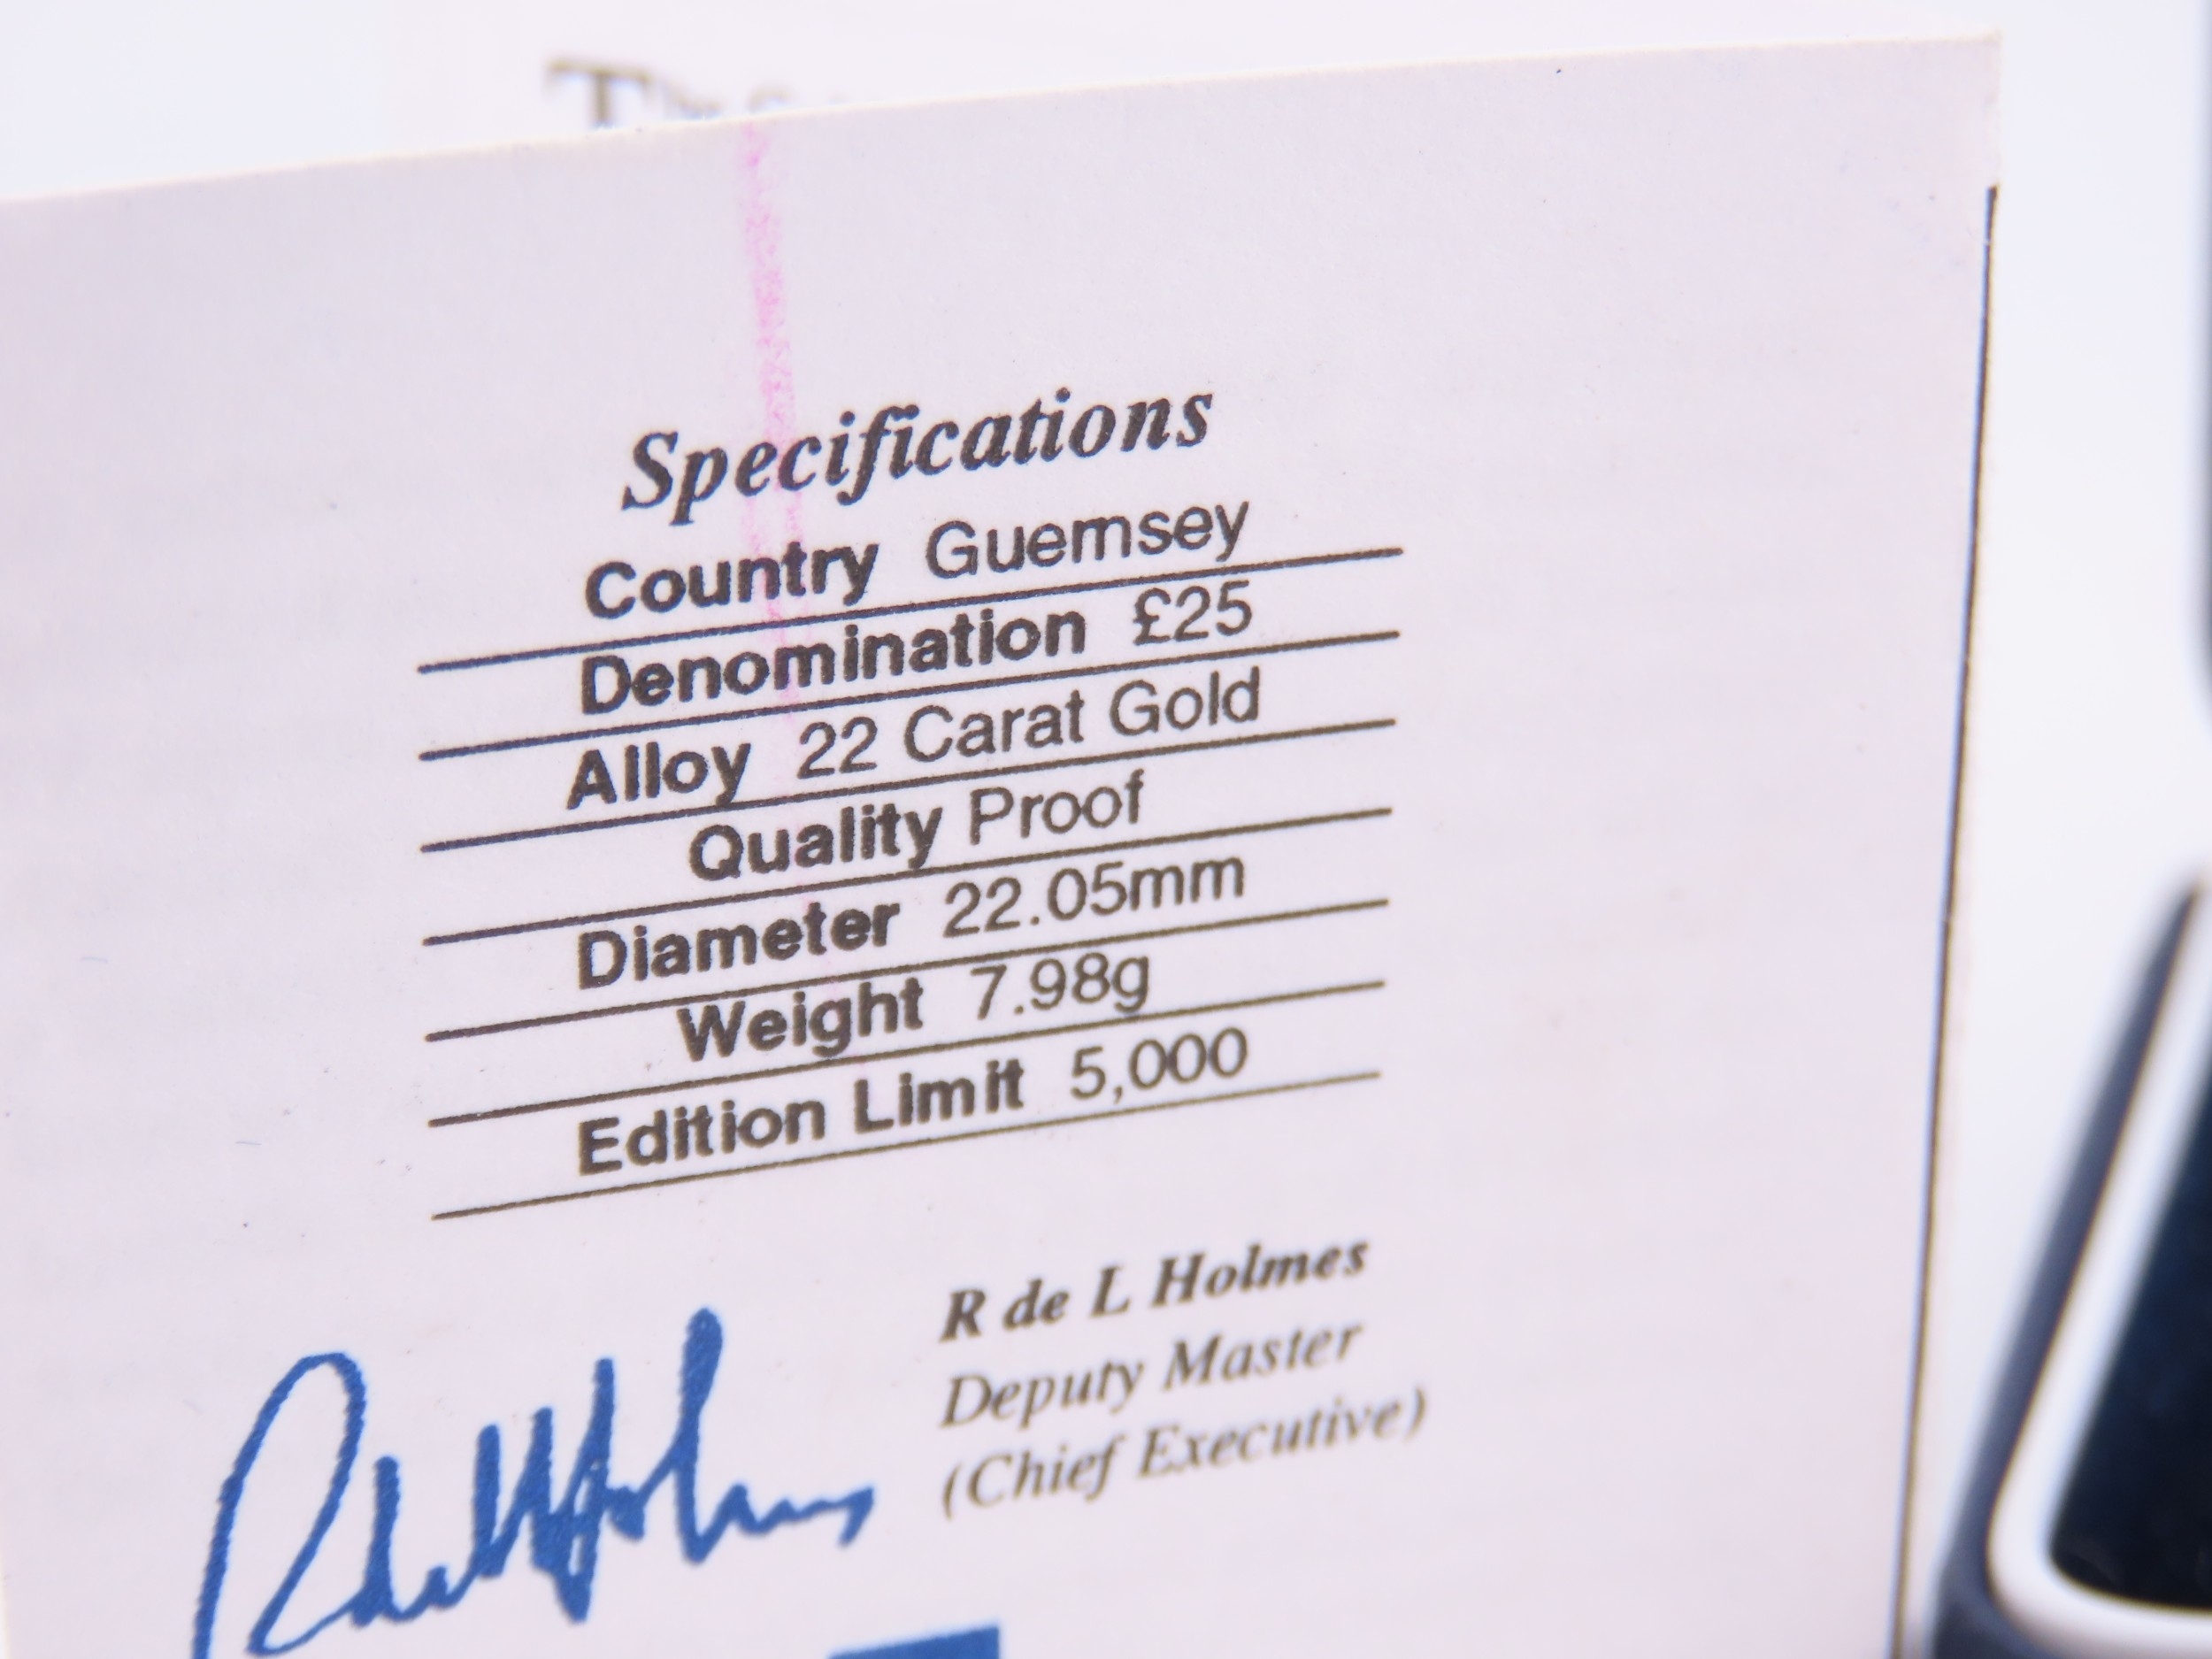 Specifications
Country Guernsey
Denomination £25
Alloy 22 Carat Gold
Quality Proof
Diameter 22.05mm
Weight 7.98g
Edition Limit 5,000
R de L Holmes
Deputy Master
(Chief Executive)